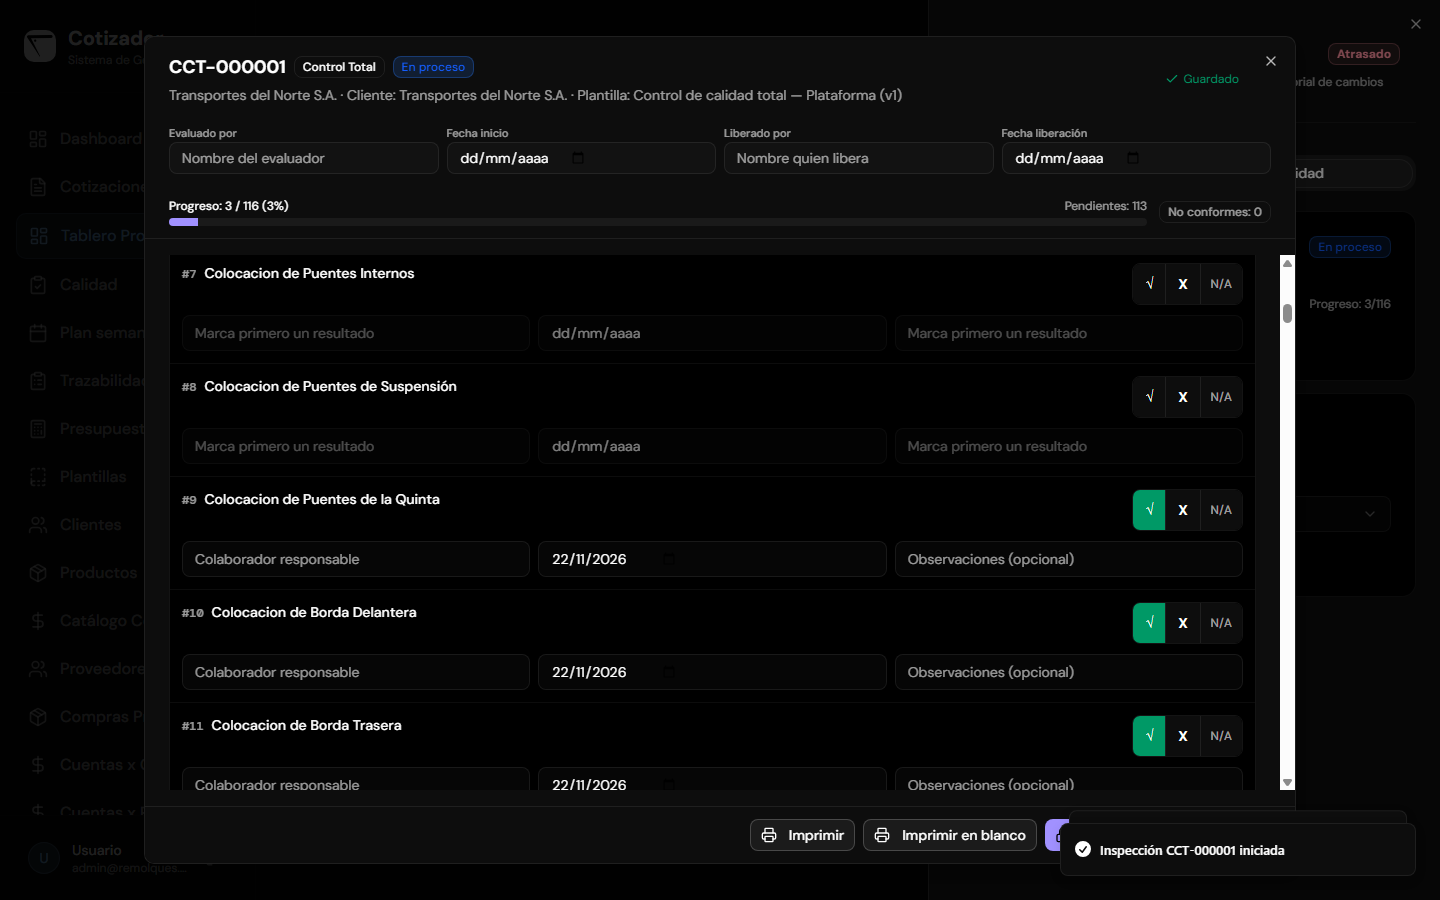 Cotizador
Sistema de Ge
Dashboard
Cotizacione
Tablero Pro
Calidad
Plan seman
Trazabilida
Presupuest
Plantillas
Clientes
Productos
Catálogo C
Proveedore
Compras P
Cuentas x C
Cuentas x
U
Usuario
admin@remolques....
CCT-000001
Control Total
En proceso
Guardado
Transportes del Norte S.A. · Cliente: Transportes del Norte S.A. · Plantilla: Control de calidad total — Plataforma (v1)
Evaluado por
Fecha inicio
Liberado por
Fecha liberación
Nombre del evaluador
dd/mm/aaaa
Nombre quien libera
dd/mm/aaaa
Progreso: 3 / 116 (3%)
Pendientes: 113
No conformes: 0
#7 Colocacion de Puentes Internos
√ X N/A
Marca primero un resultado
dd/mm/aaaa
Marca primero un resultado
#8 Colocacion de Puentes de Suspensión
√ X N/A
Marca primero un resultado
dd/mm/aaaa
Marca primero un resultado
#9 Colocacion de Puentes de la Quinta
√ X N/A
Colaborador responsable
22/11/2026
Observaciones (opcional)
#10 Colocacion de Borda Delantera
√ X N/A
Colaborador responsable
22/11/2026
Observaciones (opcional)
#11 Colocacion de Borda Trasera
√ X N/A
Colaborador responsable
22/11/2026
Observaciones (opcional)
Imprimir
Imprimir en blanco
Inspección CCT-000001 iniciada
Atrasado
orial de cambios
idad
En proceso
Progreso: 3/116